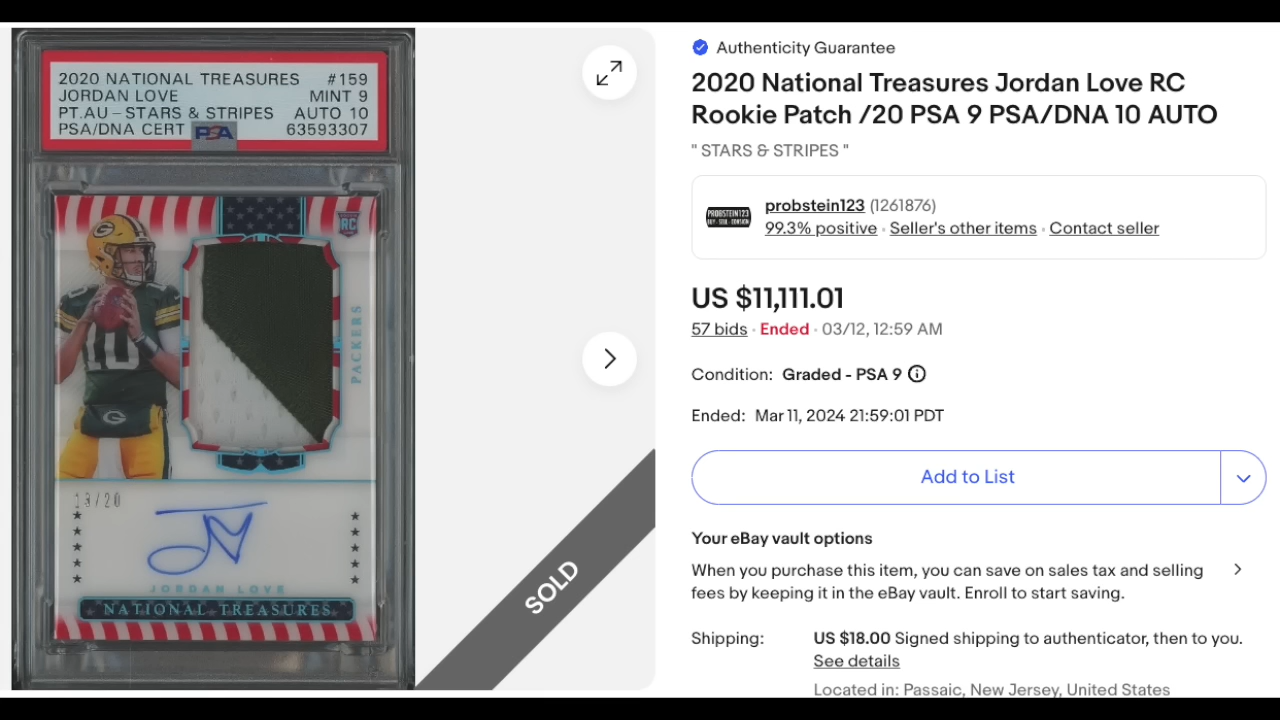 2020 NATIONAL TREASURES #159
JORDAN LOVE MINT 9
PT.AU-STARS & STRIPES AUTO 10
PSA/DNA CERT PSA 63593307
RC
10
G
PACKERS
/20
JORDAN LOVE
NATIONAL TREASURES
SOLD
Authenticity Guarantee
2020 National Treasures Jordan Love RC
Rookie Patch /20 PSA 9 PSA/DNA 10 AUTO
" STARS & STRIPES "
PROBSTEIN123
probstein123 (1261876)
99.3% positive · Seller's other items · Contact seller
US $11,111.01
57 bids · Ended · 03/12, 12:59 AM
Condition: Graded - PSA 9
Ended: Mar 11, 2024 21:59:01 PDT
Add to List
Your eBay vault options
When you purchase this item, you can save on sales tax and selling
fees by keeping it in the eBay vault. Enroll to start saving.
Shipping: US $18.00 Signed shipping to authenticator, then to you.
See details
Located in: Passaic, New Jersey, United States